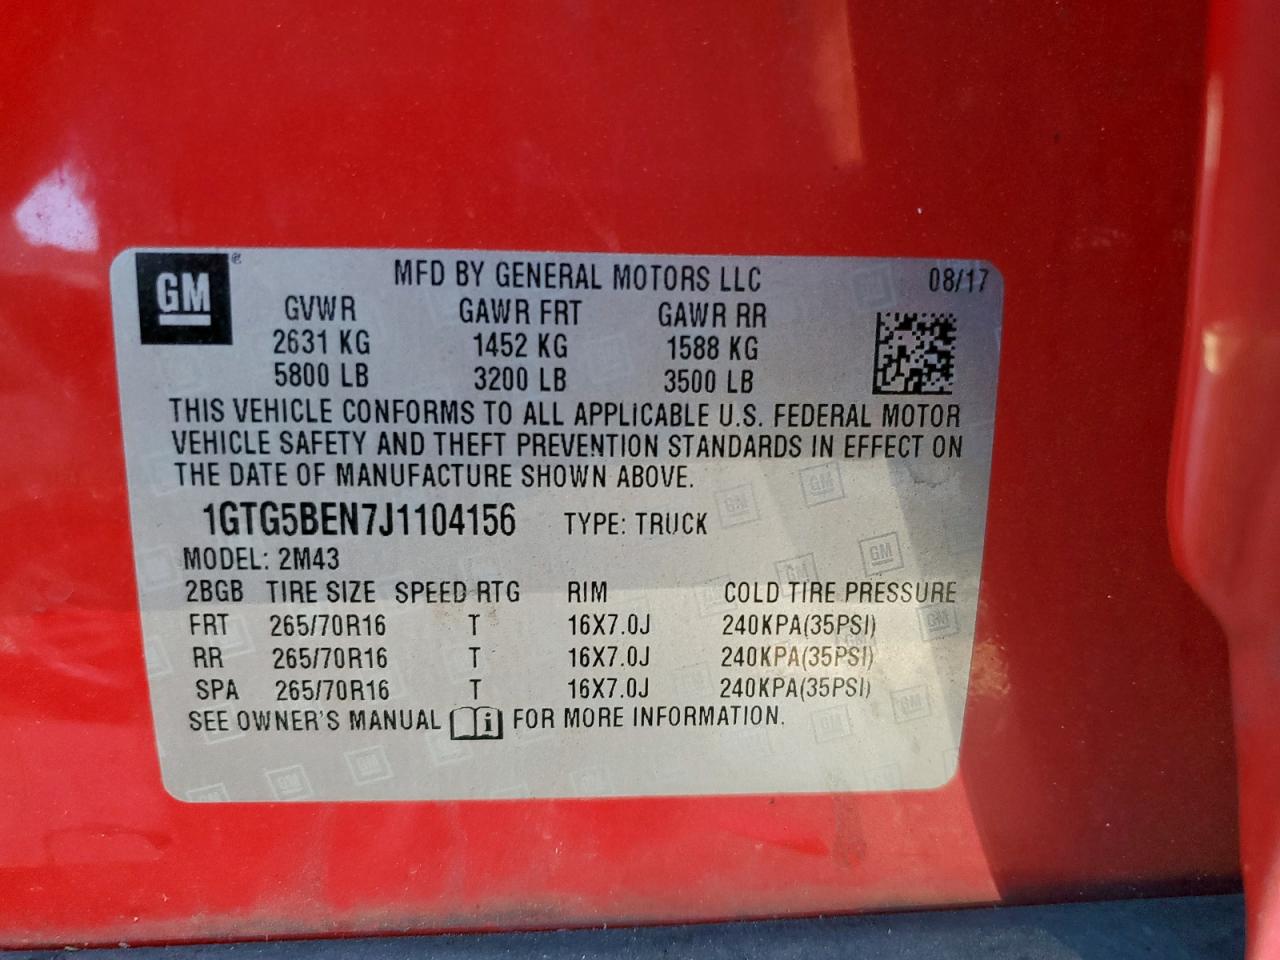 GM ® MFD BY GENERAL MOTORS LLC 08/17
GVWR GAWR FRT GAWR RR
2631 KG 1452 KG 1588 KG
5800 LB 3200 LB 3500 LB
THIS VEHICLE CONFORMS TO ALL APPLICABLE U.S. FEDERAL MOTOR
VEHICLE SAFETY AND THEFT PREVENTION STANDARDS IN EFFECT ON
THE DATE OF MANUFACTURE SHOWN ABOVE.
1GTG5BEN7J1104156 TYPE: TRUCK
MODEL: 2M43
2BGB TIRE SIZE SPEED RTG RIM COLD TIRE PRESSURE
FRT 265/70R16 T 16X7.0J 240KPA(35PSI)
RR 265/70R16 T 16X7.0J 240KPA(35PSI)
SPA 265/70R16 T 16X7.0J 240KPA(35PSI)
SEE OWNER'S MANUAL i FOR MORE INFORMATION.